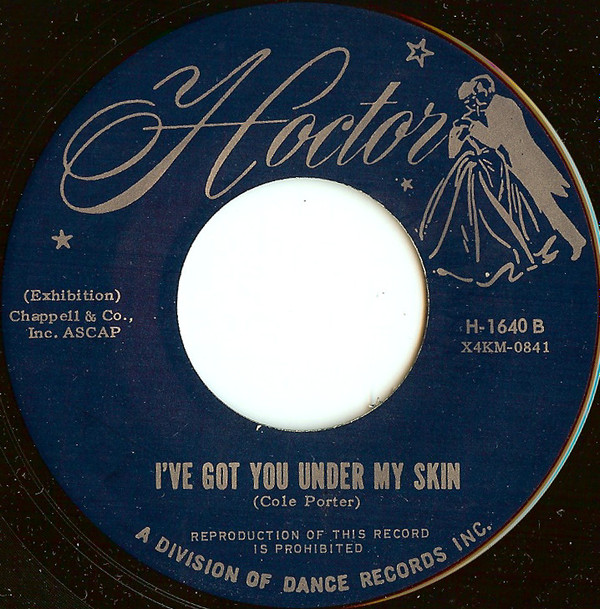 Hoctor
(Exhibition)
Chappell & Co.,
Inc. ASCAP
H-1640 B
X4KM-0841
I'VE GOT YOU UNDER MY SKIN
(Cole Porter)
REPRODUCTION OF THIS RECORD
IS PROHIBITED
A DIVISION OF DANCE RECORDS INC.